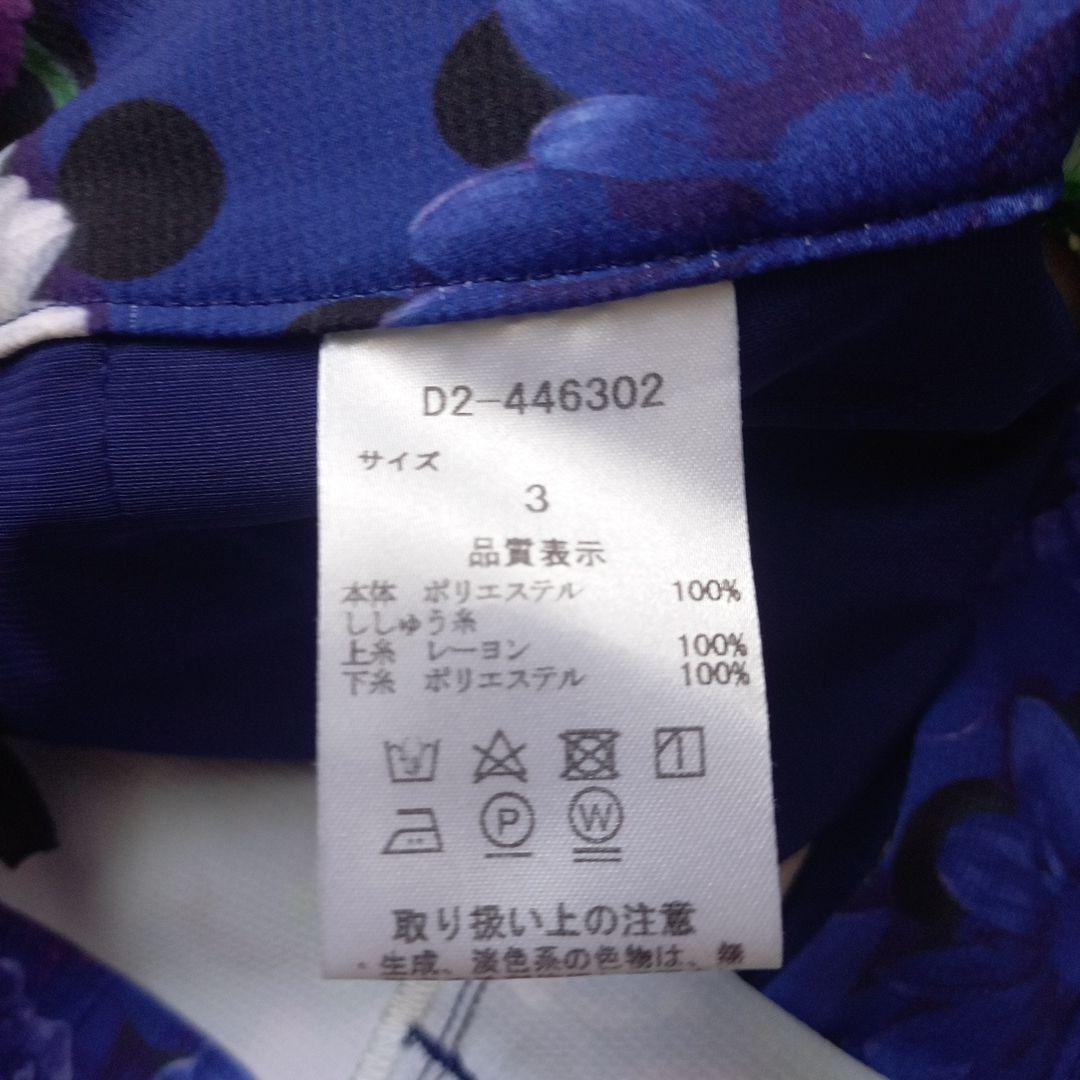 D2-446302
サイズ
3
品質表示
本体 ポリエステル 100%
ししゅう糸
上糸 レーヨン 100%
下糸 ポリエステル 100%
P
W
取り扱い上の注意
・生成、淡色系の色物は、